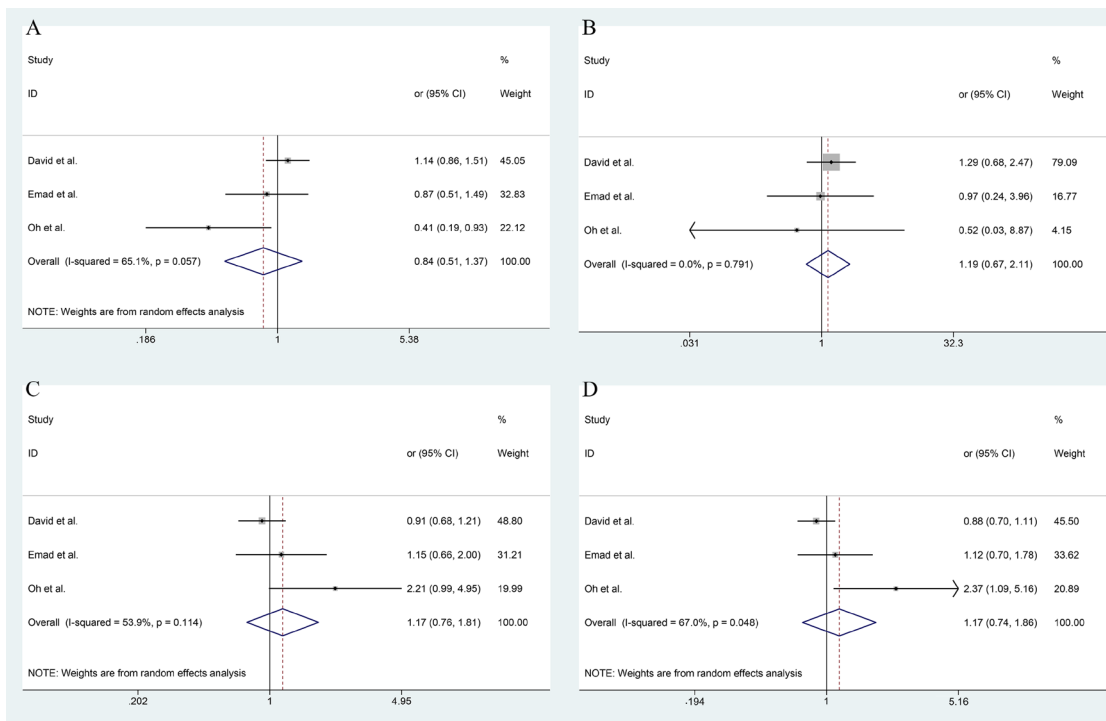 A
Study %
ID or (95% CI) Weight
David et al. 1.14 (0.86, 1.51) 45.05
Emad et al. 0.87 (0.51, 1.49) 32.83
Oh et al. 0.41 (0.19, 0.93) 22.12
Overall (I-squared = 65.1%, p = 0.057) 0.84 (0.51, 1.37) 100.00
NOTE: Weights are from random effects analysis
.186 1 5.38
B
Study %
ID or (95% CI) Weight
David et al. 1.29 (0.68, 2.47) 79.09
Emad et al. 0.97 (0.24, 3.96) 16.77
Oh et al. 0.52 (0.03, 8.87) 4.15
Overall (I-squared = 0.0%, p = 0.791) 1.19 (0.67, 2.11) 100.00
.031 1 32.3
C
Study %
ID or (95% CI) Weight
David et al. 0.91 (0.68, 1.21) 48.80
Emad et al. 1.15 (0.66, 2.00) 31.21
Oh et al. 2.21 (0.99, 4.95) 19.99
Overall (I-squared = 53.9%, p = 0.114) 1.17 (0.76, 1.81) 100.00
NOTE: Weights are from random effects analysis
.202 1 4.95
D
Study %
ID or (95% CI) Weight
David et al. 0.88 (0.70, 1.11) 45.50
Emad et al. 1.12 (0.70, 1.78) 33.62
Oh et al. 2.37 (1.09, 5.16) 20.89
Overall (I-squared = 67.0%, p = 0.048) 1.17 (0.74, 1.86) 100.00
NOTE: Weights are from random effects analysis
.194 1 5.16